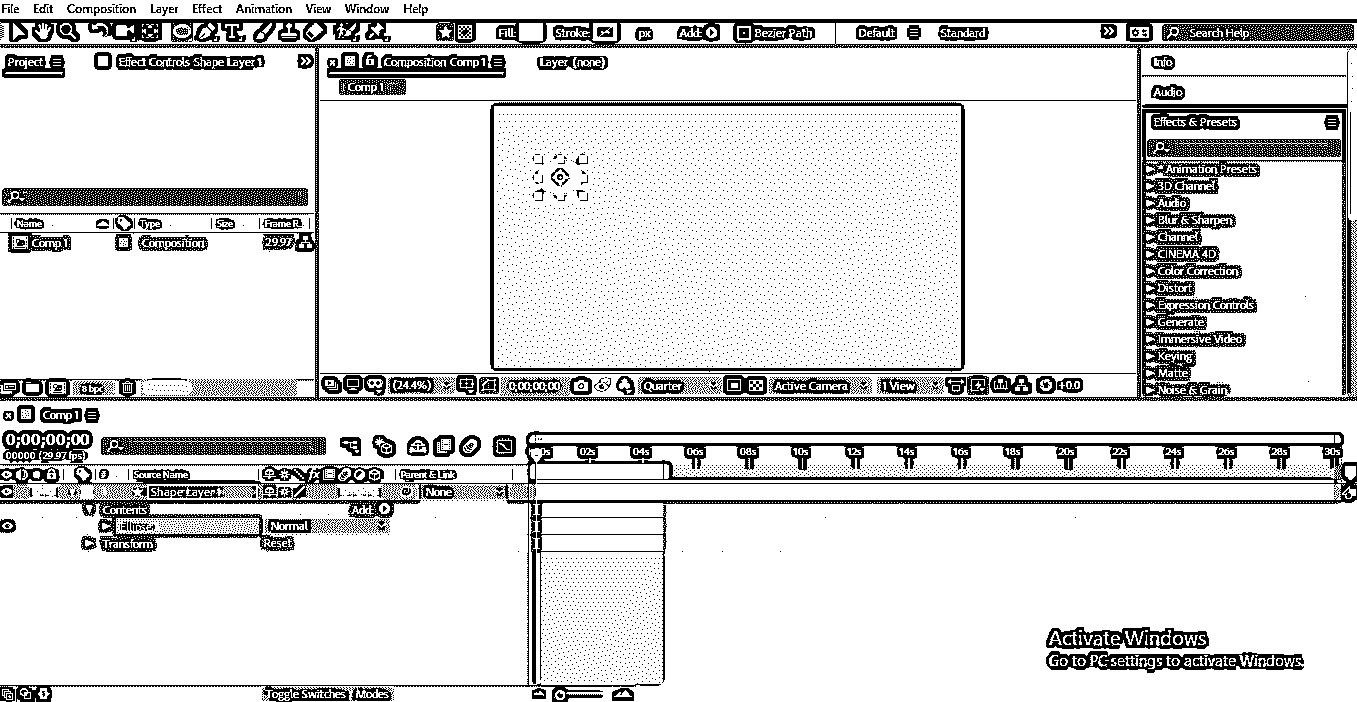 File Edit Composition Layer Effect Animation View Window Help
Fill: Stroke: px Add: Bezier Path Default Standard Search Help
Project Effect Controls Shape Layer 1 Composition Comp 1 Layer (none) Info
Comp 1 Audio
Effects & Presets
* Animation Presets
3D Channel
Audio
Blur & Sharpen
Channel
CINEMA 4D
Color Correction
Distort
Expression Controls
Generate
Immersive Video
Keying
Matte
Noise & Grain
Name Type Size Frame R...
Comp 1 Composition 29.97
8 bpc (24.4%) 0;00;00;00 Quarter Active Camera 1 View +0.0
Comp 1
0;00;00;00
00000 (29.97 fps)
00s 02s 04s 06s 08s 10s 12s 14s 16s 18s 20s 22s 24s 26s 28s 30s
# Source Name Parent & Link
Shape Layer 1 None
Contents Add:
Ellipse Normal
Transform Reset
Activate Windows
Go to PC settings to activate Windows.
Toggle Switches / Modes